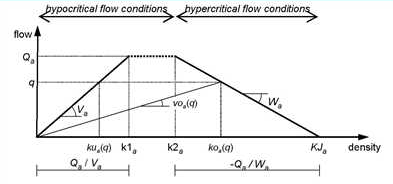 hypocritical flow conditions hypercritical flow conditions
flow
Qa
q
Va
voa(q)
Wa
kua(q) k1a k2a koa(q) KJa density
Qa / Va -Qa / Wa